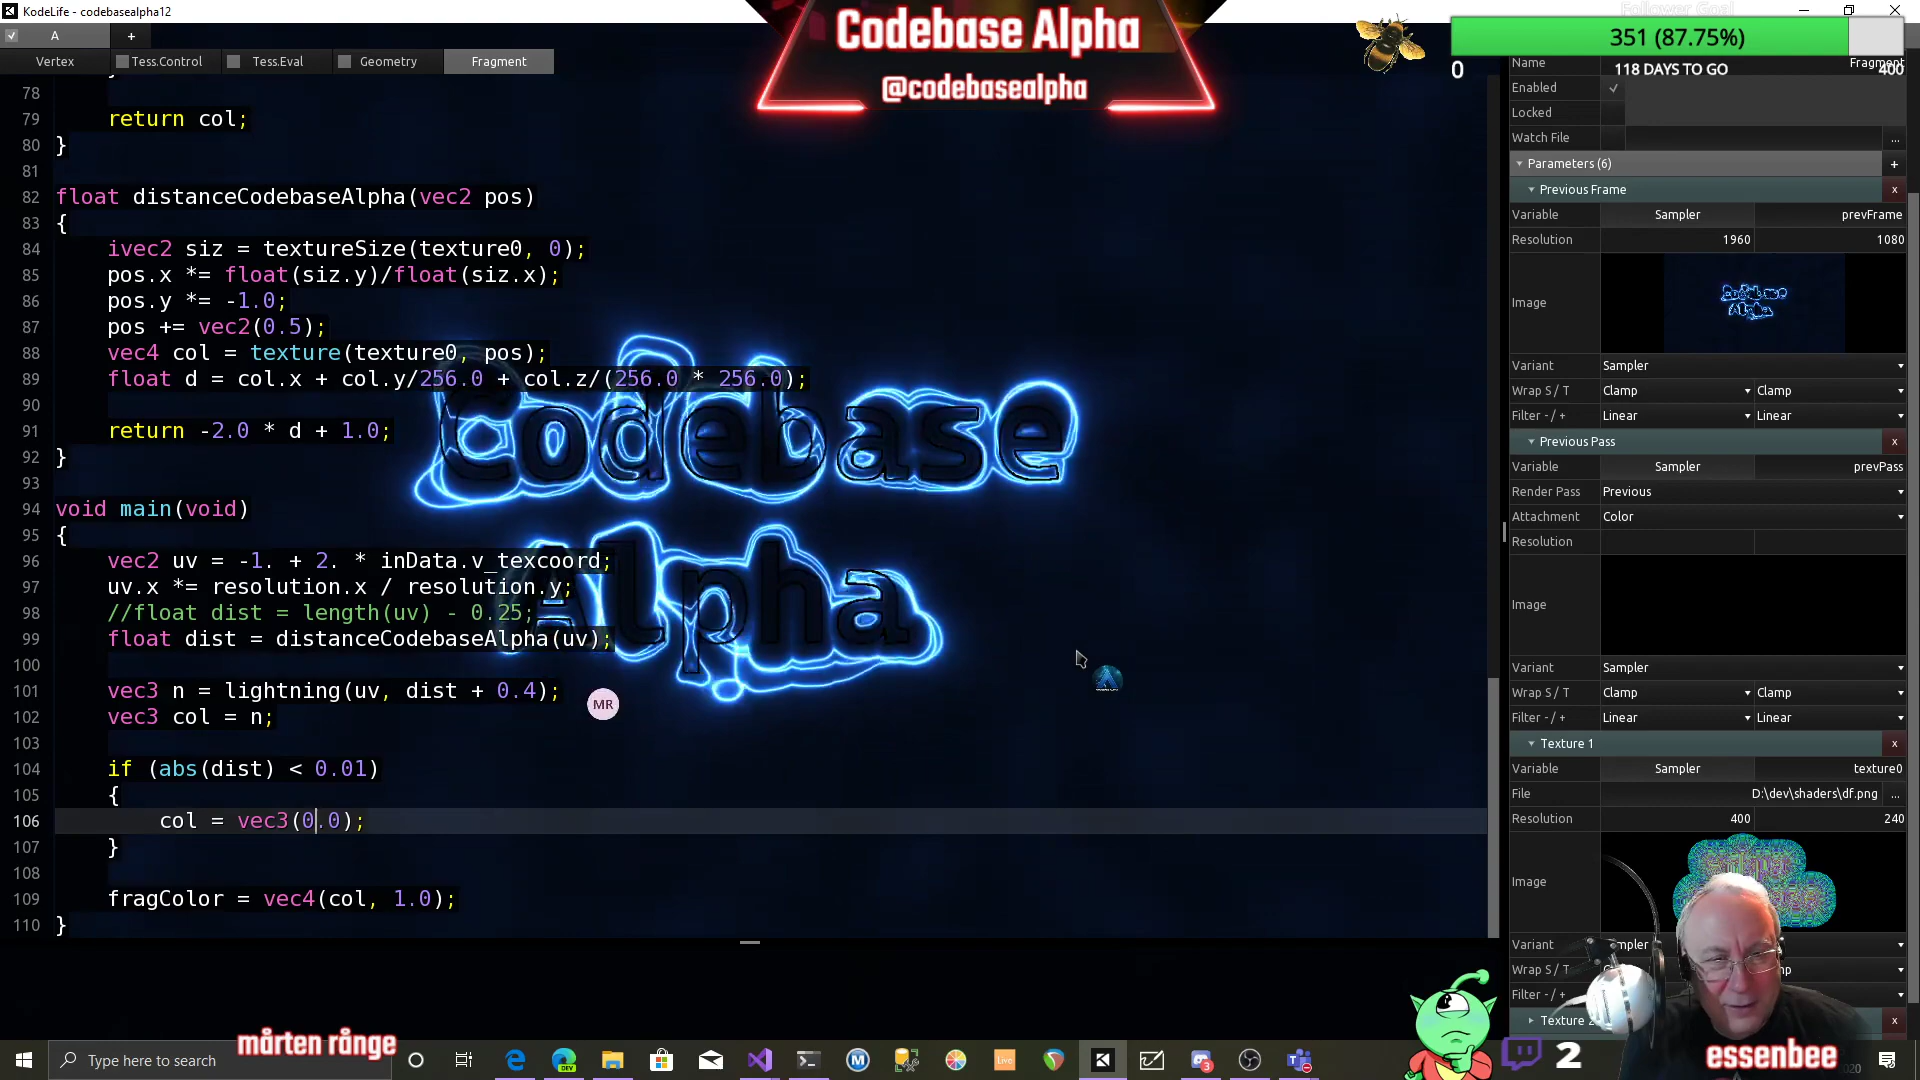 KodeLife - codebasealpha12
Follower Goal
A
+
Codebase Alpha
@codebasealpha
351 (87.75%)
0
118 DAYS TO GO
400
Vertex
Tess.Control
Tess.Eval
Geometry
Fragment
78
79 return col;
80 }
81
82 float distanceCodebaseAlpha(vec2 pos)
83 {
84 ivec2 siz = textureSize(texture0, 0);
85 pos.x *= float(siz.y)/float(siz.x);
86 pos.y *= -1.0;
87 pos += vec2(0.5);
88 vec4 col = texture(texture0, pos);
89 float d = col.x + col.y/256.0 + col.z/(256.0 * 256.0);
90
91 return -2.0 * d + 1.0;
92 }
93
94 void main(void)
95 {
96 vec2 uv = -1. + 2. * inData.v_texcoord;
97 uv.x *= resolution.x / resolution.y;
98 //float dist = length(uv) - 0.25;
99 float dist = distanceCodebaseAlpha(uv);
100
101 vec3 n = lightning(uv, dist + 0.4);
102 vec3 col = n;
103
104 if (abs(dist) < 0.01)
105 {
106 col = vec3(0.0);
107 }
108
109 fragColor = vec4(col, 1.0);
110 }
Codebase
Alpha
MR
Name Fragment
Enabled
Locked
Watch File ...
Parameters (6) +
Previous Frame x
Variable Sampler prevFrame
Resolution 1960 1080
Image
Variant Sampler
Wrap S / T Clamp Clamp
Filter - / + Linear Linear
Previous Pass x
Variable Sampler prevPass
Render Pass Previous
Attachment Color
Resolution
Image
Variant Sampler
Wrap S / T Clamp Clamp
Filter - / + Linear Linear
Texture 1 x
Variable Sampler texture0
File D:\dev\shaders\df.png ...
Resolution 400 240
Image
Variant
Wrap S / T
Filter - / +
Texture 2 x
mårten rånge
Type here to search
DEV
Live
3
2
essenbee